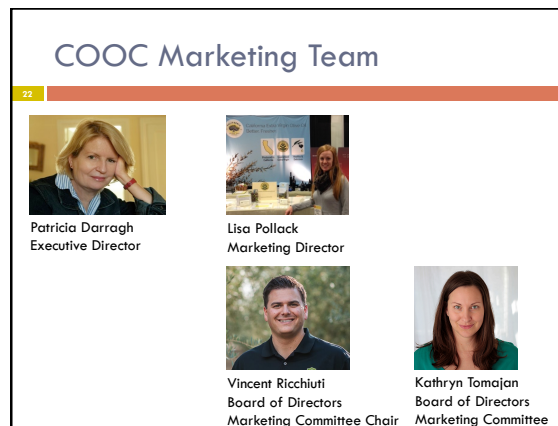 COOC Marketing Team
22
Patricia Darragh
Executive Director
Lisa Pollack
Marketing Director
Vincent Ricchiuti
Board of Directors
Marketing Committee Chair
Kathryn Tomajan
Board of Directors
Marketing Committee